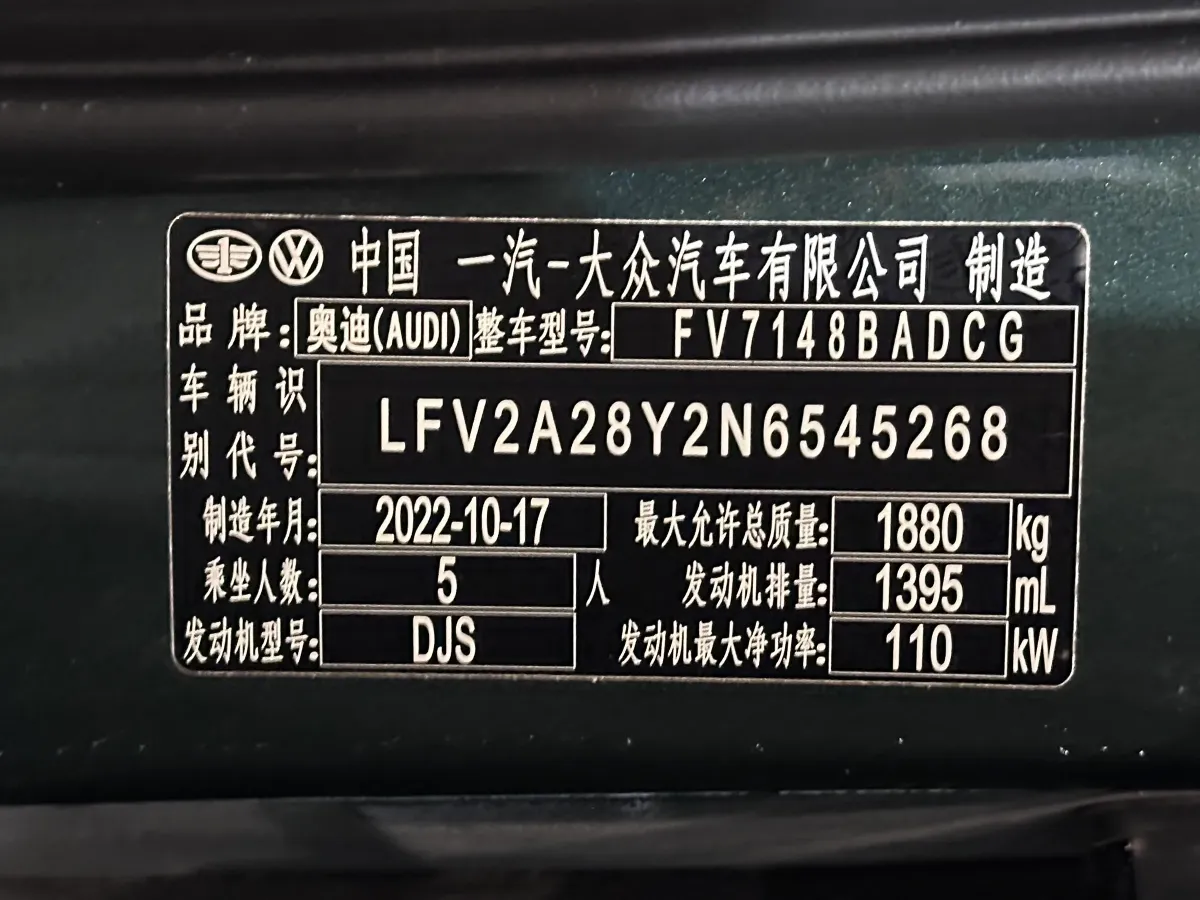 中国 一汽-大众汽车有限公司 制造
品牌: 奥迪(AUDI) 整车型号: FV7148BADCG
车辆识别代号: LFV2A28Y2N6545268
制造年月: 2022-10-17 最大允许总质量: 1880 kg
乘坐人数: 5 人 发动机排量: 1395 mL
发动机型号: DJS 发动机最大净功率: 110 kW